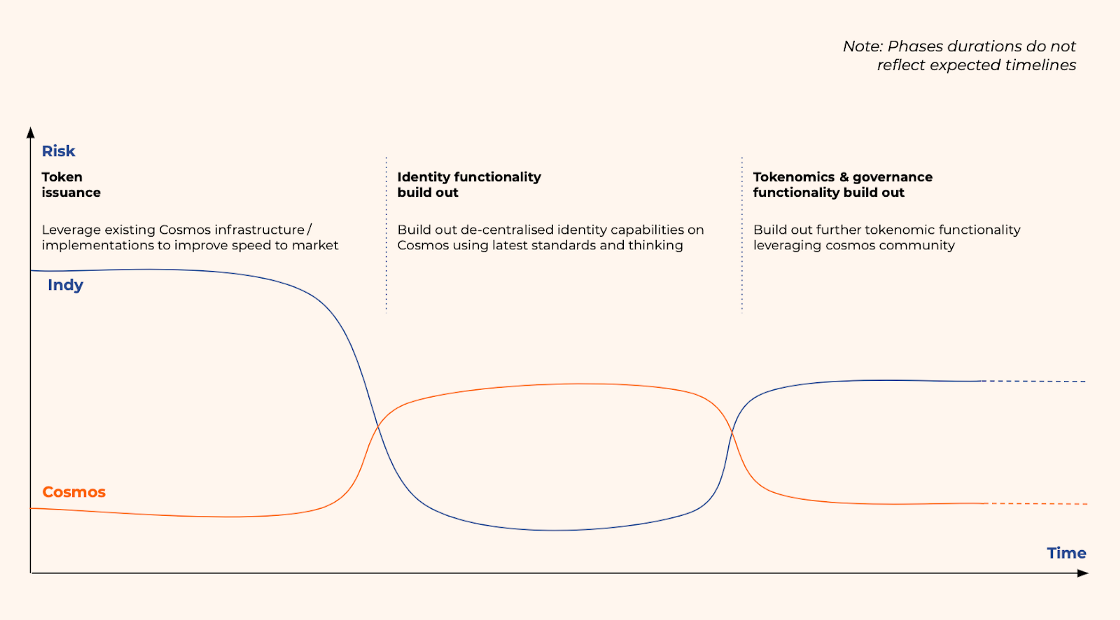 Note: Phases durations do not
reflect expected timelines
Risk
Token
issuance
Leverage existing Cosmos infrastructure /
implementations to improve speed to market
Identity functionality
build out
Build out de-centralised identity capabilities on
Cosmos using latest standards and thinking
Tokenomics & governance
functionality build out
Build out further tokenomic functionality
leveraging cosmos community
Indy
Cosmos
Time